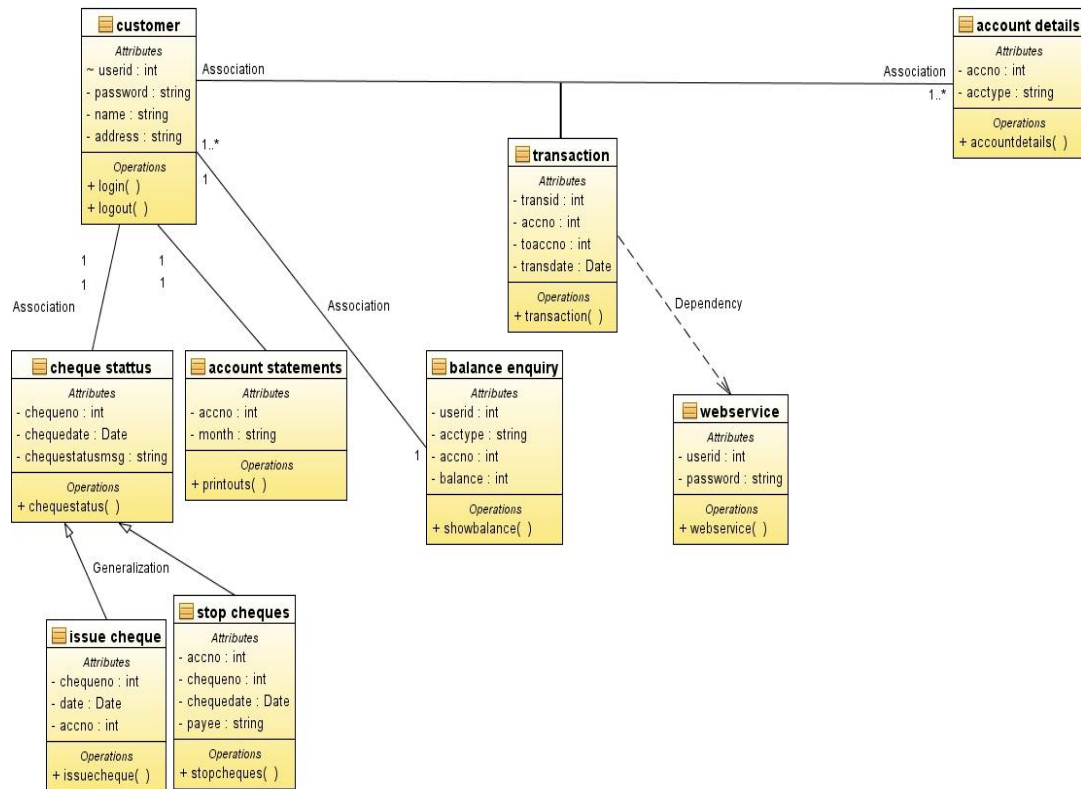 customer
Attributes
~ userid : int
- password : string
- name : string
- address : string
Operations
+ login( )
+ logout( )
Association
1..*
1
Association
1..*
account details
Attributes
- accno : int
- acctype : string
Operations
+ accountdetails( )
transaction
Attributes
- transid : int
- accno : int
- toaccno : int
- transdate : Date
Operations
+ transaction( )
1
1
1
1
Association
Association
Dependency
cheque stattus
Attributes
- chequeno : int
- chequedate : Date
- chequestatusmsg : string
Operations
+ chequestatus( )
account statements
Attributes
- accno : int
- month : string
Operations
+ printouts( )
1
balance enquiry
Attributes
- userid : int
- acctype : string
- accno : int
- balance : int
Operations
+ showbalance( )
webservice
Attributes
- userid : int
- password : string
Operations
+ webservice( )
Generalization
issue cheque
Attributes
- chequeno : int
- date : Date
- accno : int
Operations
+ issuecheque( )
stop cheques
Attributes
- accno : int
- chequeno : int
- chequedate : Date
- payee : string
Operations
+ stopcheques( )